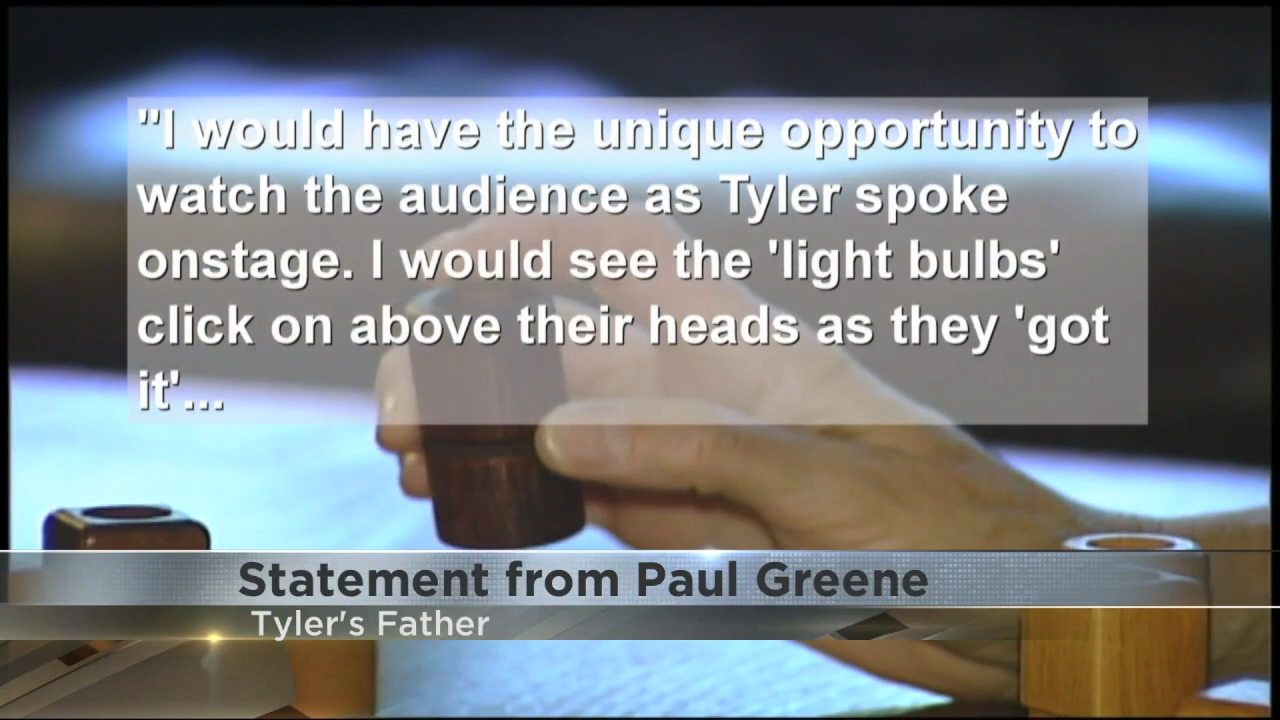 "I would have the unique opportunity to
watch the audience as Tyler spoke
onstage. I would see the 'light bulbs'
click on above their heads as they 'got
it'...
Statement from Paul Greene
Tyler's Father